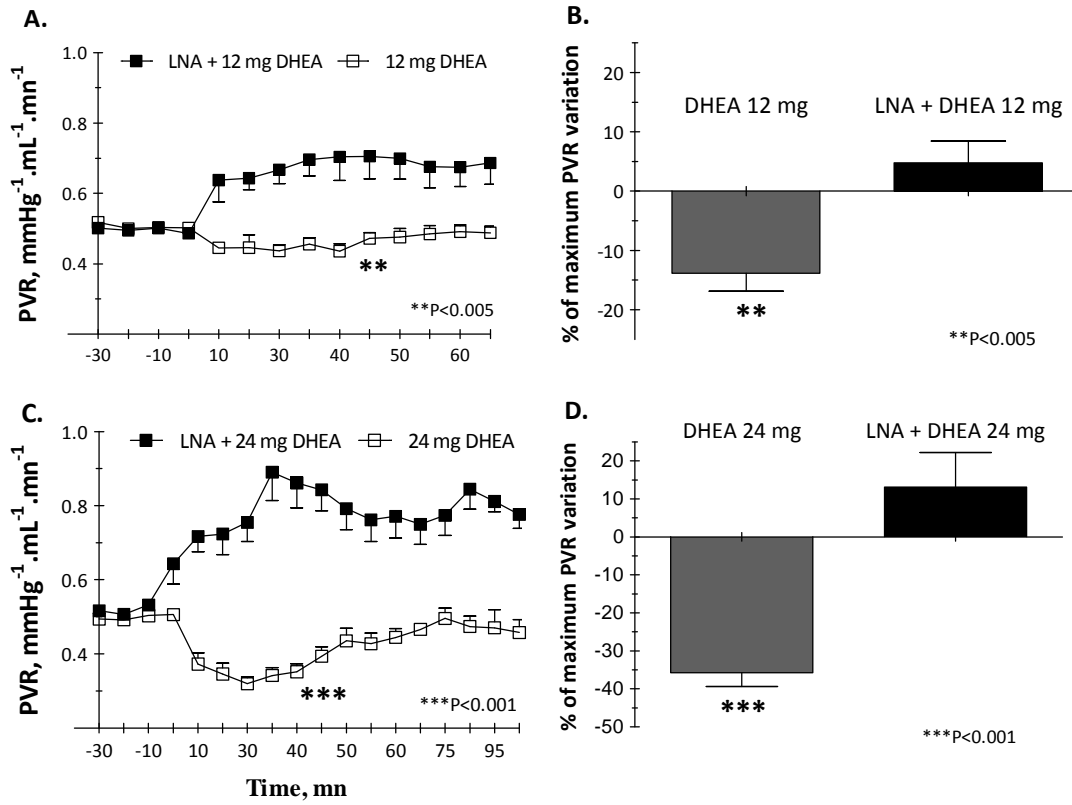 A.
PVR, mmHg⁻¹.mL⁻¹.mn⁻¹
1.0
0.8
0.6
0.4
LNA + 12 mg DHEA
12 mg DHEA
**
**P<0.005
-30 -10 10 20 30 40 50 60
B.
% of maximum PVR variation
20
10
0
-10
-20
DHEA 12 mg
LNA + DHEA 12 mg
**
**P<0.005
C.
PVR, mmHg⁻¹.mL⁻¹.mn⁻¹
1.0
0.8
0.6
0.4
LNA + 24 mg DHEA
24 mg DHEA
***
***P<0.001
-30 -10 10 30 40 50 60 75 95
Time, mn
D.
% of maximum PVR variation
20
10
0
-10
-20
-30
-40
-50
DHEA 24 mg
LNA + DHEA 24 mg
***
***P<0.001